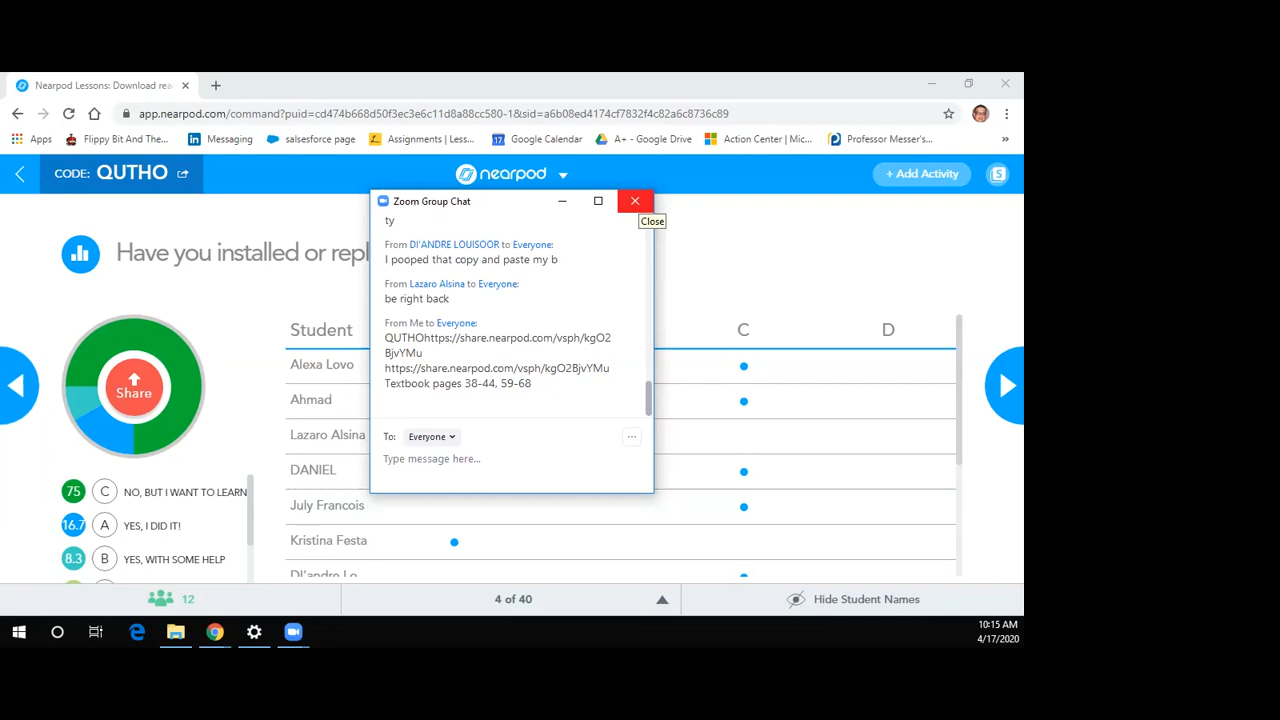 Nearpod Lessons: Download rea
app.nearpod.com/command?puid=cd474b668d50f3ec3e6c11d8a88cc580-1&sid=a6b08ed4174cf7832f4c82a6c8736c89
Apps Flippy Bit And The... Messaging salsesforce page Assignments | Less... Google Calendar A+ - Google Drive Action Center | Mic... Professor Messer's... »
CODE: QUTHO nearpod + Add Activity S
Zoom Group Chat
Close
ty
From DI'ANDRE LOUISOOR to Everyone:
I pooped that copy and paste my b
From Lazaro Alsina to Everyone:
be right back
From Me to Everyone:
QUTHOhttps://share.nearpod.com/vsph/kgO2
BjvYMu
https://share.nearpod.com/vsph/kgO2BjvYMu
Textbook pages 38-44, 59-68
To: Everyone
Type message here...
Have you installed or repl
Share
75 C NO, BUT I WANT TO LEARN
16.7 A YES, I DID IT!
8.3 B YES, WITH SOME HELP
Student C D
Alexa Lovo
Ahmad
Lazaro Alsina
DANIEL
July Francois
Kristina Festa
DI'andre Lo
12 4 of 40 Hide Student Names
10:15 AM
4/17/2020